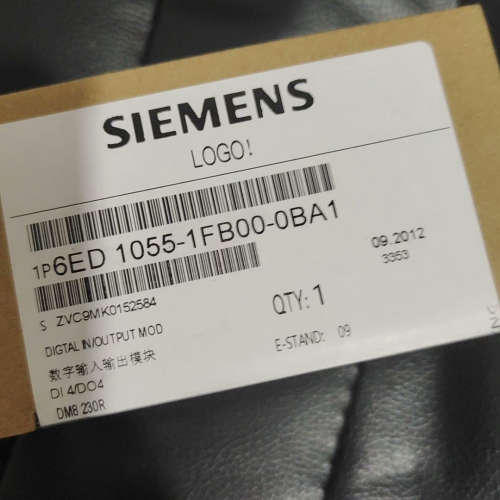 SIEMENS
LOGO!
1P6ED 1055-1FB00-0BA1
09.2012
3353
S ZVC9MK0152584
QTY: 1
DIGTAL IN/OUTPUT MOD
E-STAND: 09
数字输入输出模块
DI 4/DO4
DM8 230R